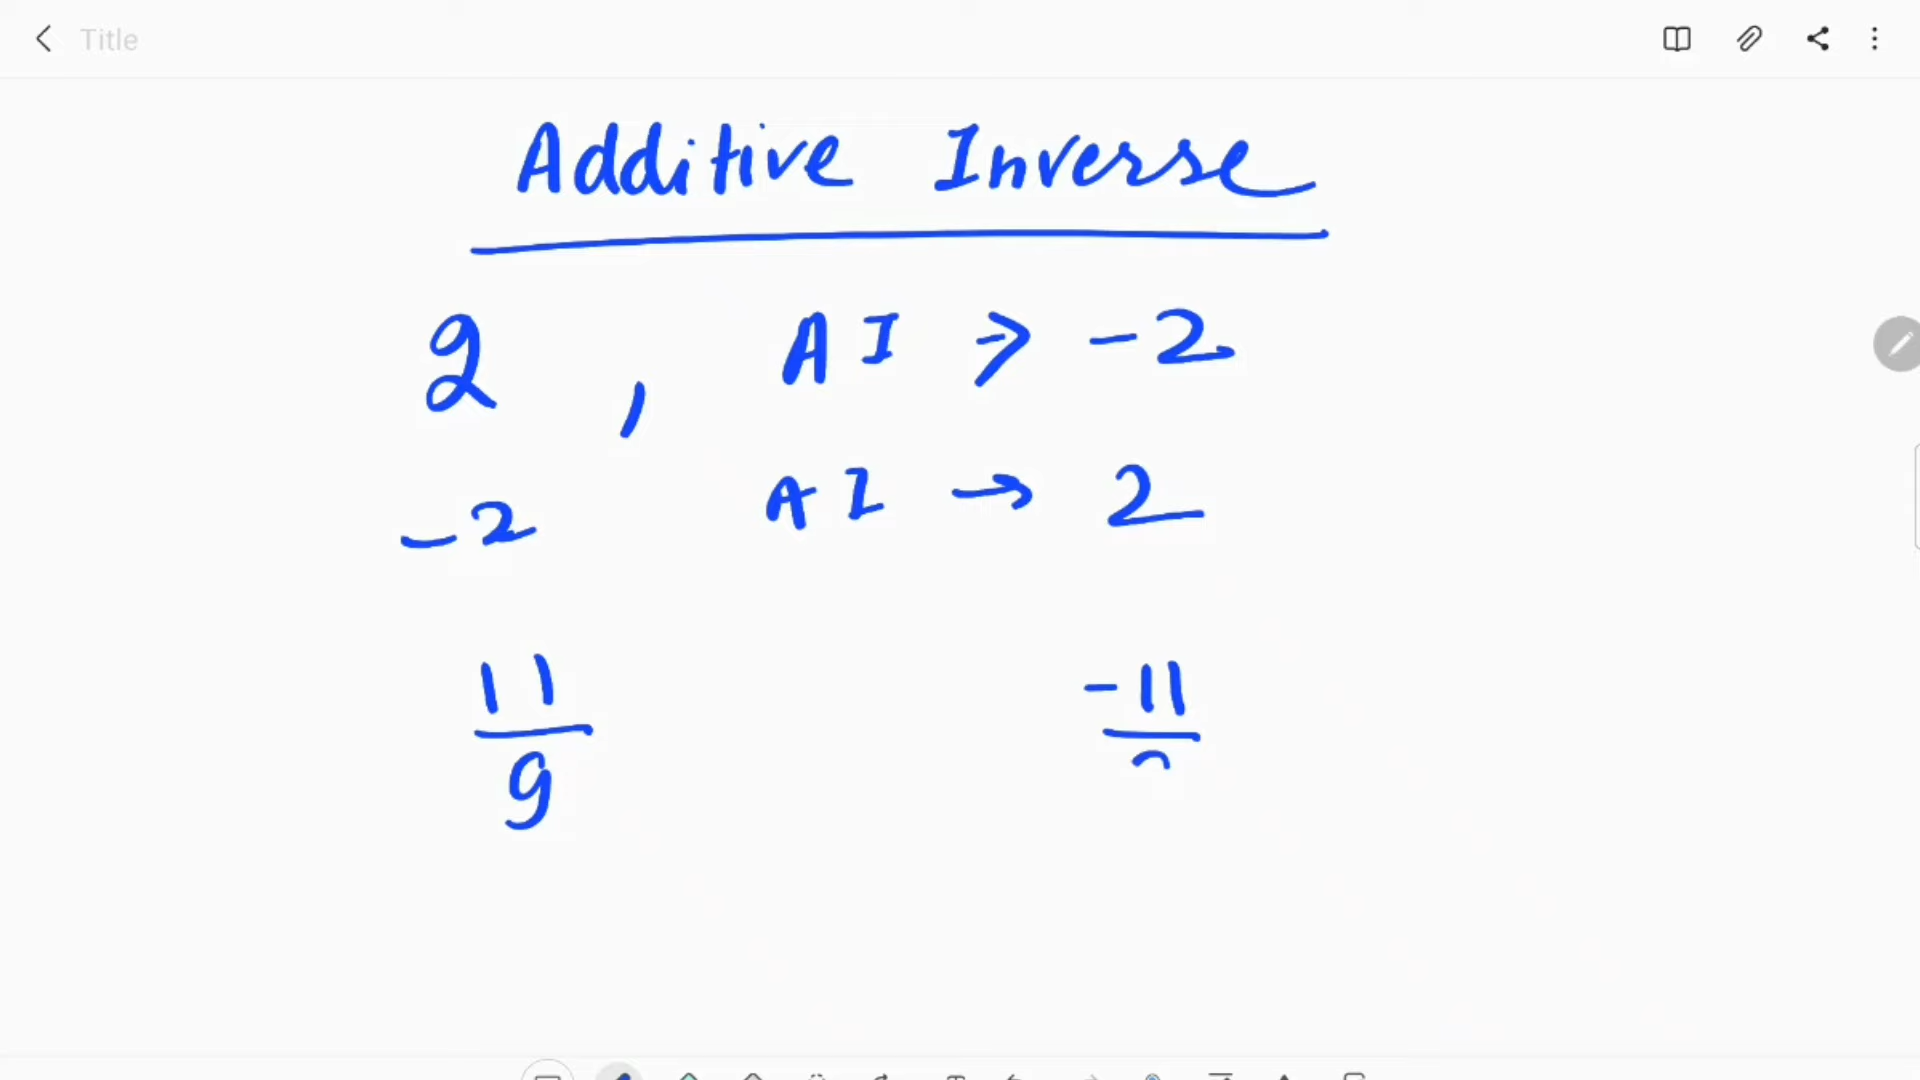 Title
Additive Inverse
2 , AI → -2
-2 AI → 2
11/9 -11/